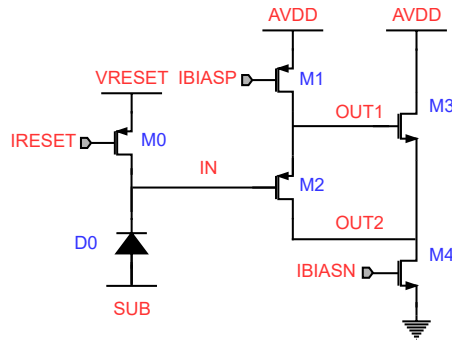 AVDD
AVDD
VRESET
IBIASP
M1
M3
OUT1
IRESET
M0
IN
M2
D0
OUT2
M4
IBIASN
SUB